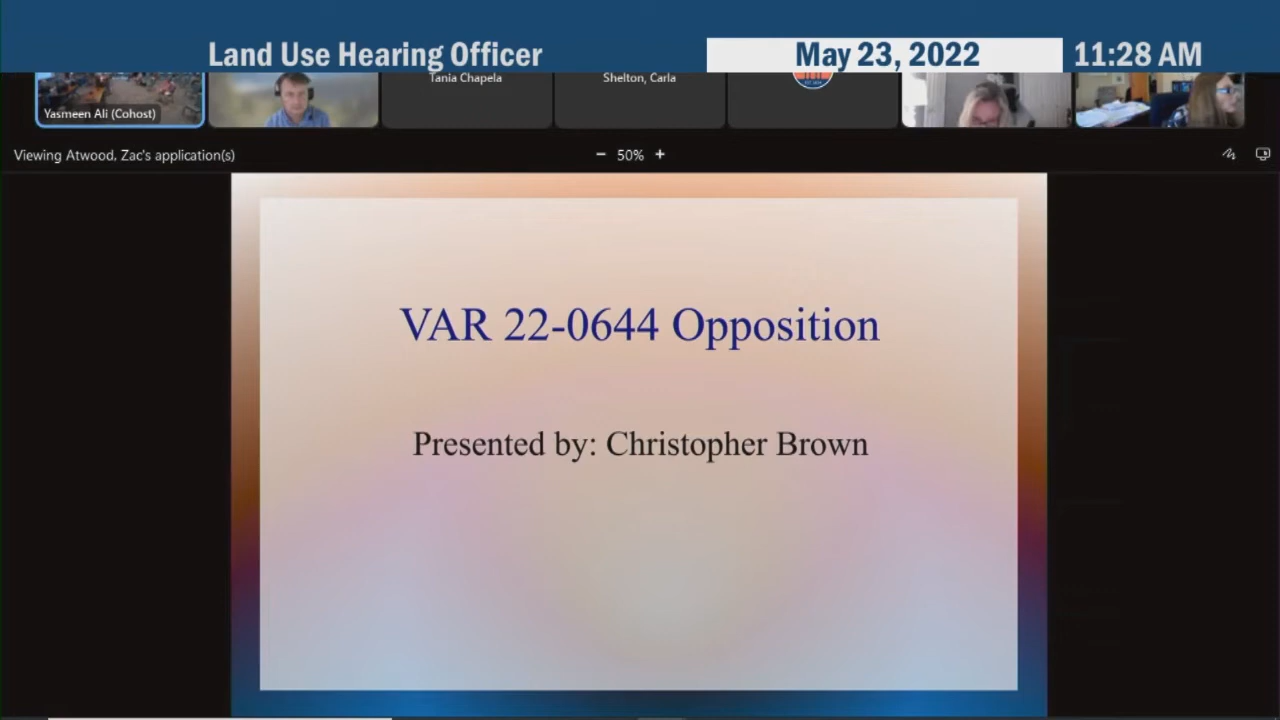 Land Use Hearing Officer
May 23, 2022
11:28 AM
Yasmeen Ali (Cohost)
Tania Chapela
Shelton, Carla
Viewing Atwood, Zac's application(s)
− 50% +
VAR 22-0644 Opposition
Presented by: Christopher Brown